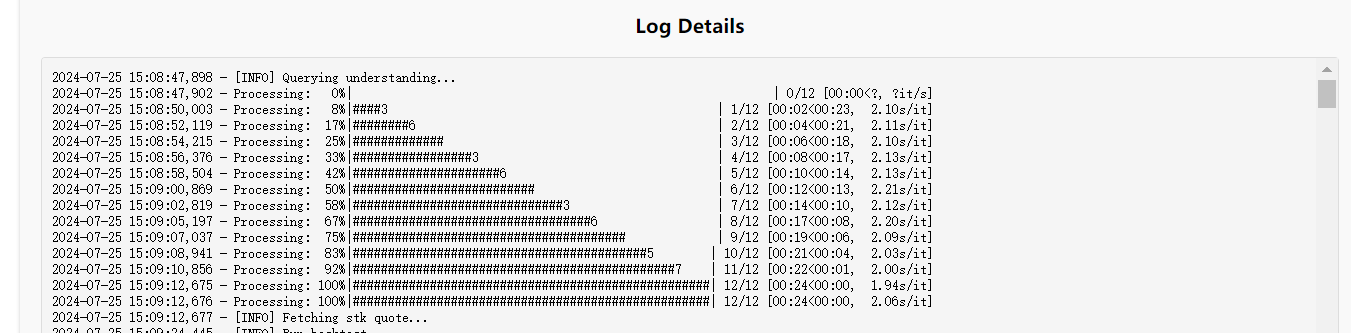 Log Details
2024-07-25 15:08:47,898 - [INFO] Querying understanding...
2024-07-25 15:08:47,902 - Processing:   0%|                                                              | 0/12 [00:00<?, ?it/s]
2024-07-25 15:08:50,003 - Processing:   8%|####3                                                | 1/12 [00:02<00:23,  2.10s/it]
2024-07-25 15:08:52,119 - Processing:  17%|########6                                            | 2/12 [00:04<00:21,  2.11s/it]
2024-07-25 15:08:54,215 - Processing:  25%|#############                                        | 3/12 [00:06<00:18,  2.10s/it]
2024-07-25 15:08:56,376 - Processing:  33%|#################3                                   | 4/12 [00:08<00:17,  2.13s/it]
2024-07-25 15:08:58,504 - Processing:  42%|#####################6                               | 5/12 [00:10<00:14,  2.13s/it]
2024-07-25 15:09:00,869 - Processing:  50%|##########################                           | 6/12 [00:12<00:13,  2.21s/it]
2024-07-25 15:09:02,819 - Processing:  58%|##############################3                      | 7/12 [00:14<00:10,  2.12s/it]
2024-07-25 15:09:05,197 - Processing:  67%|##################################6                  | 8/12 [00:17<00:08,  2.20s/it]
2024-07-25 15:09:07,037 - Processing:  75%|#######################################              | 9/12 [00:19<00:06,  2.09s/it]
2024-07-25 15:09:08,941 - Processing:  83%|##########################################5         | 10/12 [00:21<00:04,  2.03s/it]
2024-07-25 15:09:10,856 - Processing:  92%|##############################################7     | 11/12 [00:22<00:01,  2.00s/it]
2024-07-25 15:09:12,675 - Processing: 100%|###################################################| 12/12 [00:24<00:00,  1.94s/it]
2024-07-25 15:09:12,676 - Processing: 100%|###################################################| 12/12 [00:24<00:00,  2.06s/it]
2024-07-25 15:09:12,677 - [INFO] Fetching stk quote...